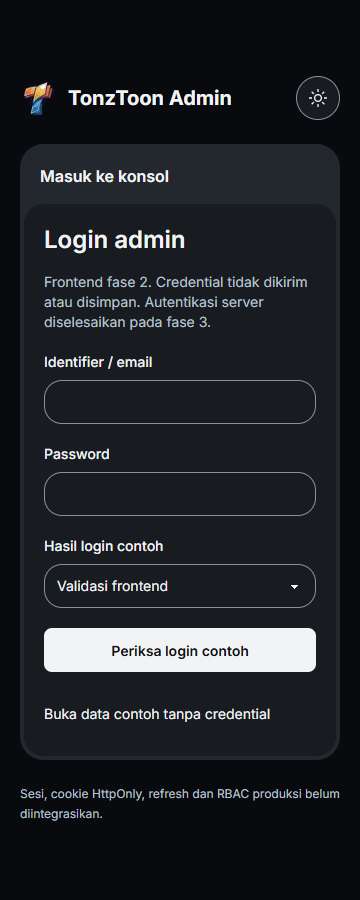 TonzToon Admin
Masuk ke konsol
Login admin
Frontend fase 2. Credential tidak dikirim
atau disimpan. Autentikasi server
diselesaikan pada fase 3.
Identifier / email
Password
Hasil login contoh
Validasi frontend
Periksa login contoh
Buka data contoh tanpa credential
Sesi, cookie HttpOnly, refresh dan RBAC produksi belum
diintegrasikan.